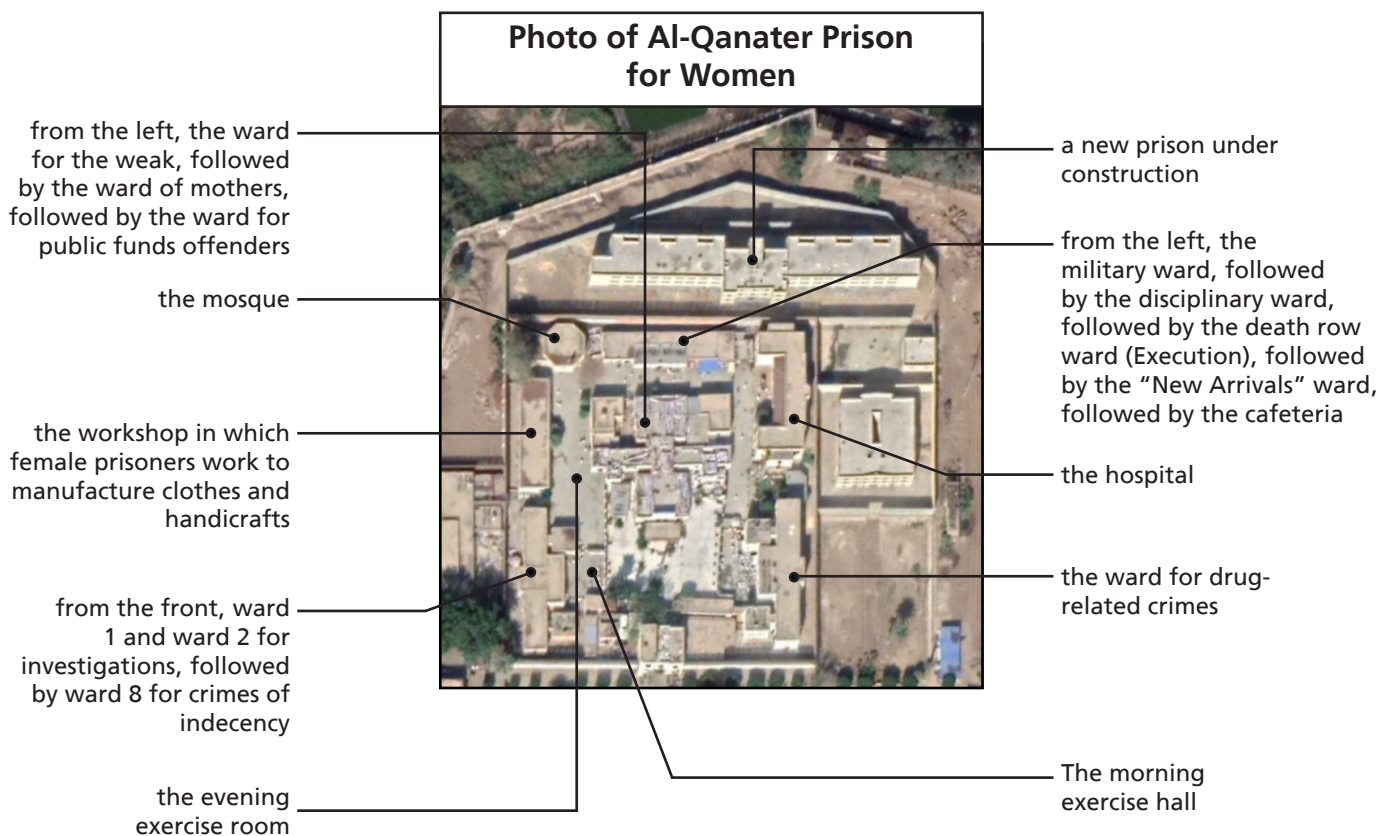 Photo of Al-Qanater Prison
for Women
from the left, the ward
for the weak, followed
by the ward of mothers,
followed by the ward for
public funds offenders
the mosque
the workshop in which
female prisoners work to
manufacture clothes and
handicrafts
from the front, ward
1 and ward 2 for
investigations, followed
by ward 8 for crimes of
indecency
the evening
exercise room
a new prison under
construction
from the left, the
military ward, followed
by the disciplinary ward,
followed by the death row
ward (Execution), followed
by the “New Arrivals” ward,
followed by the cafeteria
the hospital
the ward for drug-
related crimes
The morning
exercise hall